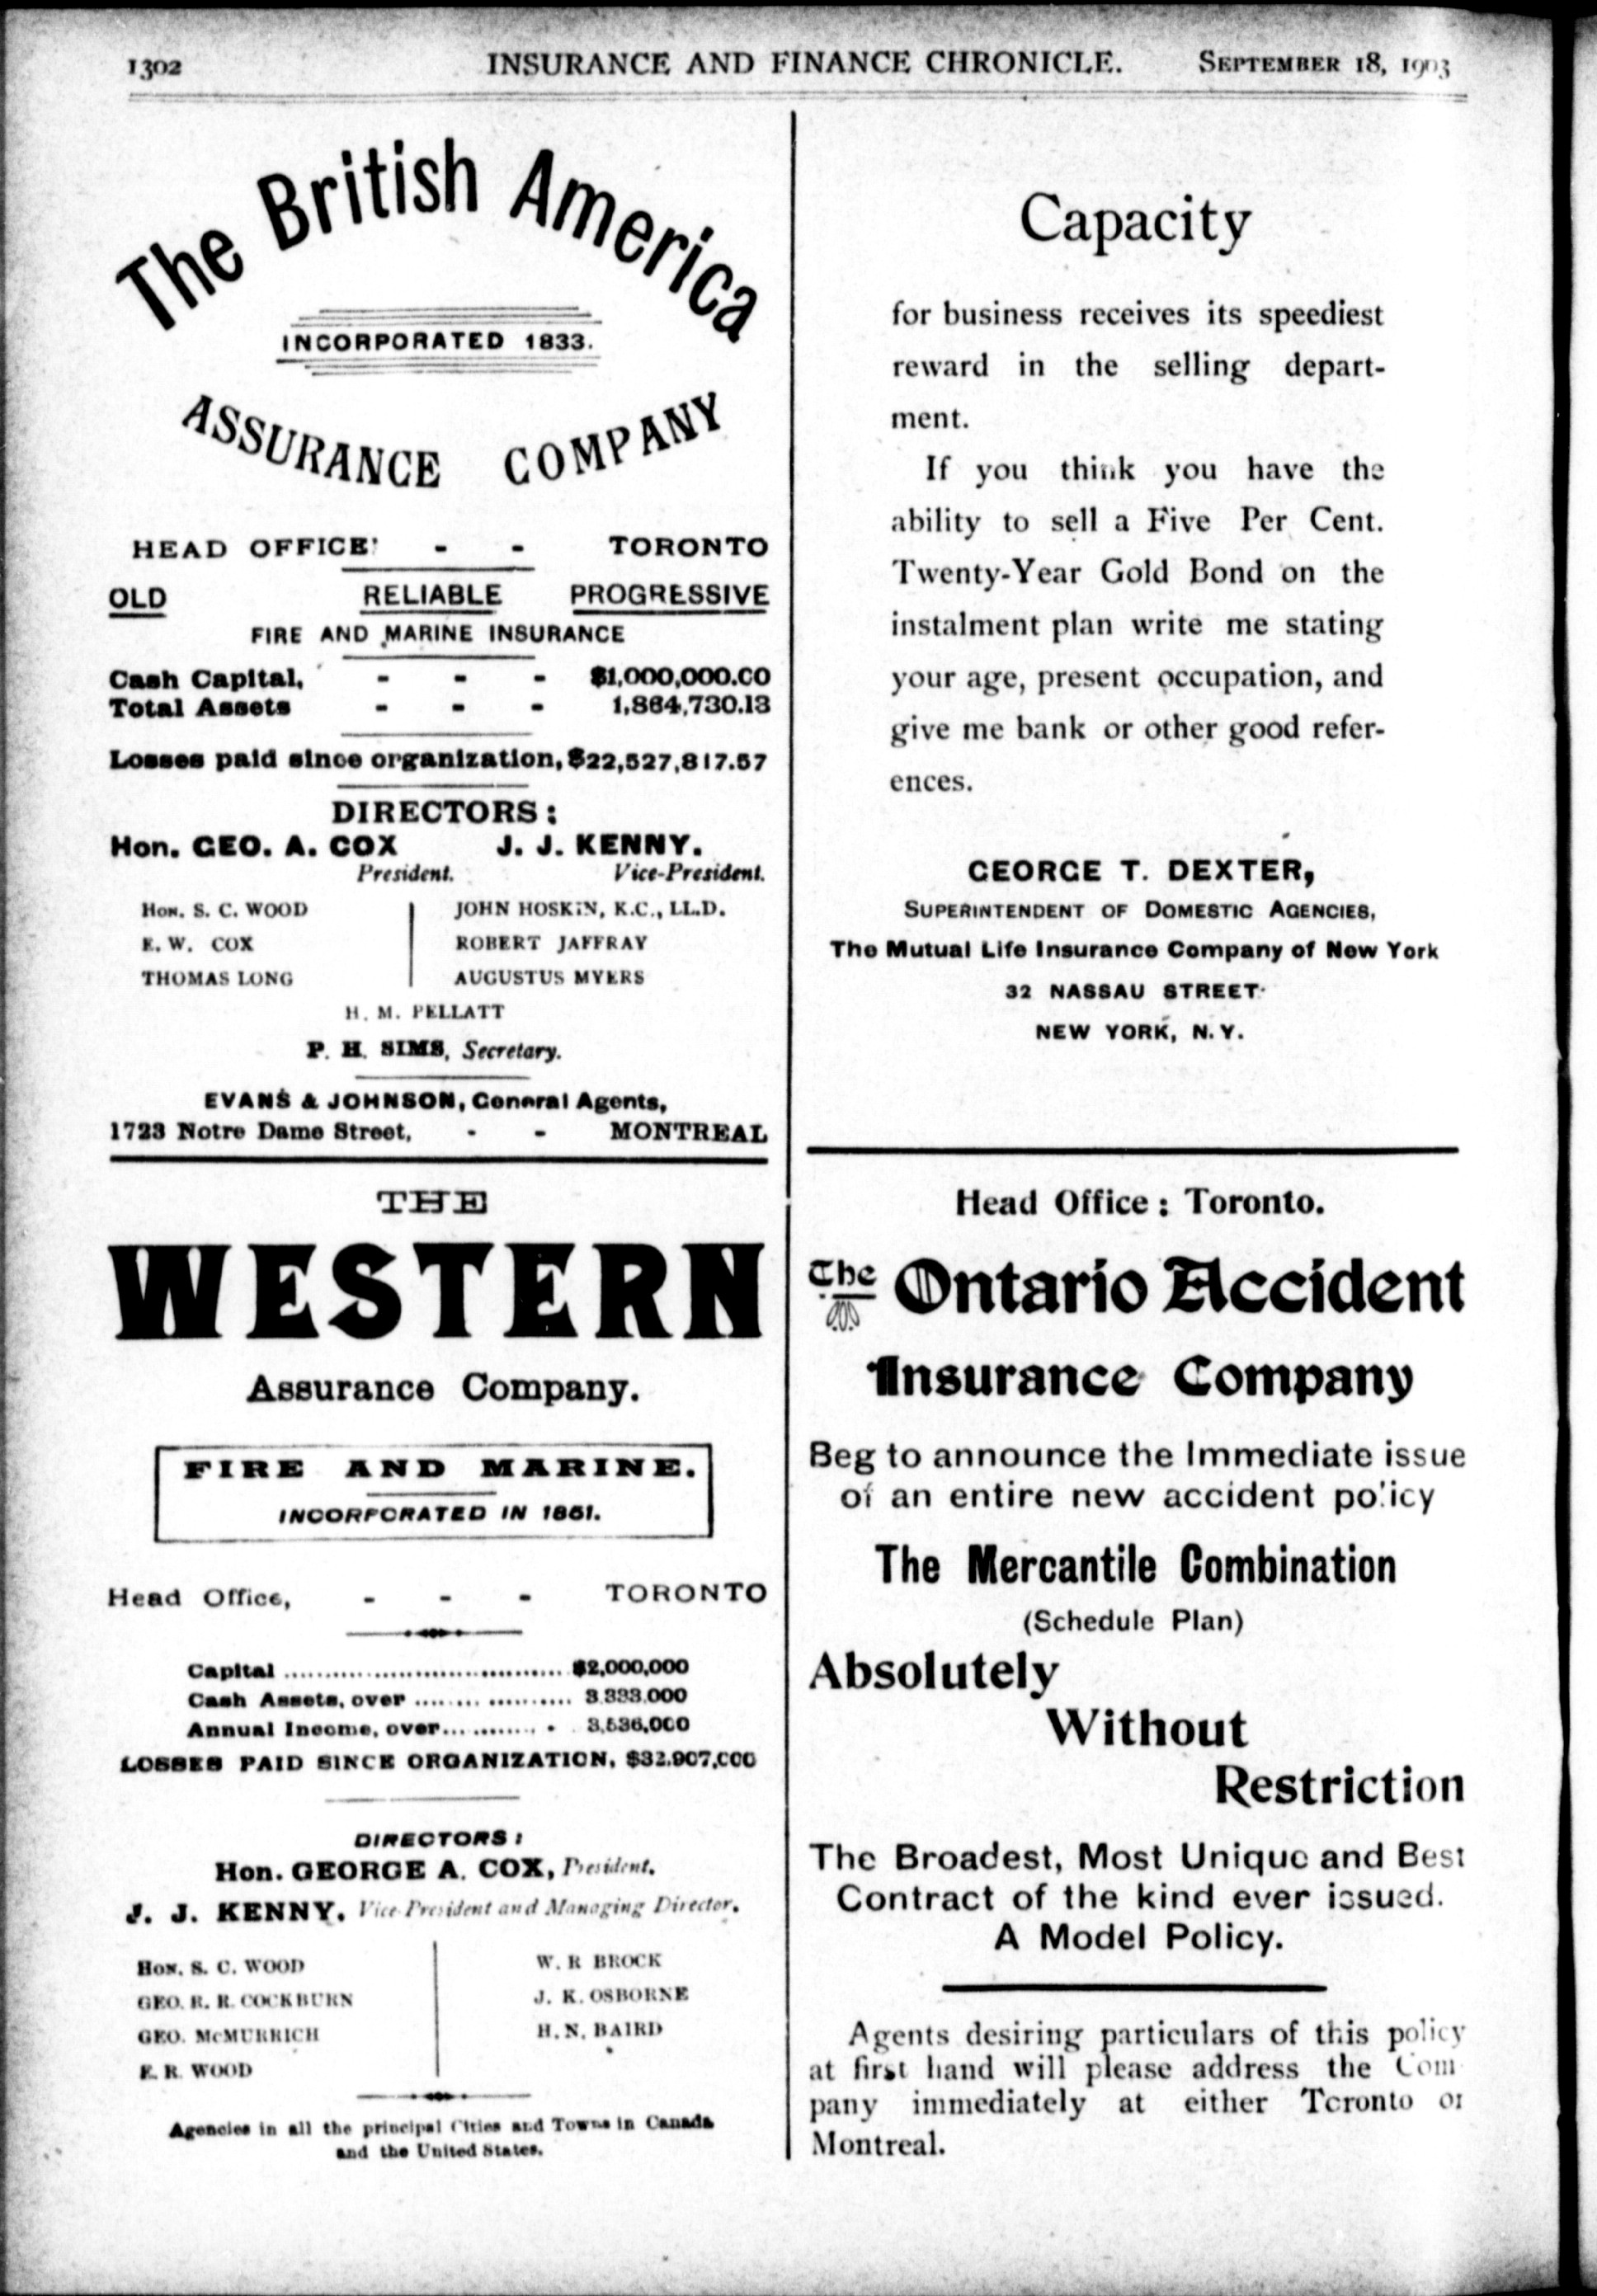 1302 INSURANCE AND FINANCE CHRONICLE. SEPTEMBER 18, 1903
The British America
INCORPORATED 1833.
ASSURANCE COMPANY
HEAD OFFICE - - TORONTO
OLD RELIABLE PROGRESSIVE
FIRE AND MARINE INSURANCE
Cash Capital, - - - $1,000,000.00
Total Assets - - - 1,864,730.13
Losses paid since organization, $22,527,817.57
DIRECTORS:
Hon. GEO. A. COX J. J. KENNY.
President. Vice-President.
HON. S. C. WOOD JOHN HOSKIN, K.C., LL.D.
E. W. COX ROBERT JAFFRAY
THOMAS LONG AUGUSTUS MYERS
H. M. PELLATT
P. H. SIMS, Secretary.
EVANS & JOHNSON, General Agents,
1723 Notre Dame Street, - - MONTREAL
THE
WESTERN
Assurance Company.
FIRE AND MARINE.
INCORPORATED IN 1851.
Head Office, - - - TORONTO
Capital .................................... $2,000,000
Cash Assets, over .................. 3,333,000
Annual Income, over............ 3,536,000
LOSSES PAID SINCE ORGANIZATION, $32,907,000
DIRECTORS:
Hon. GEORGE A. COX, President.
J. J. KENNY, Vice-President and Managing Director.
HON. S. C. WOOD W. R BROCK
GEO. R. R. COCKBURN J. K. OSBORNE
GEO. McMURRICH H. N. BAIRD
E. R. WOOD
Agencies in all the principal Cities and Towns in Canada
and the United States.
Capacity
for business receives its speediest
reward in the selling depart-
ment.
If you think you have the
ability to sell a Five Per Cent.
Twenty-Year Gold Bond on the
instalment plan write me stating
your age, present occupation, and
give me bank or other good refer-
ences.
GEORGE T. DEXTER,
SUPERINTENDENT OF DOMESTIC AGENCIES,
The Mutual Life Insurance Company of New York
32 NASSAU STREET
NEW YORK, N.Y.
Head Office: Toronto.
The Ontario Accident
Insurance Company
Beg to announce the Immediate issue
of an entire new accident policy
The Mercantile Combination
(Schedule Plan)
Absolutely
Without
Restriction
The Broadest, Most Unique and Best
Contract of the kind ever issued.
A Model Policy.
Agents desiring particulars of this policy
at first hand will please address the Com
pany immediately at either Toronto or
Montreal.